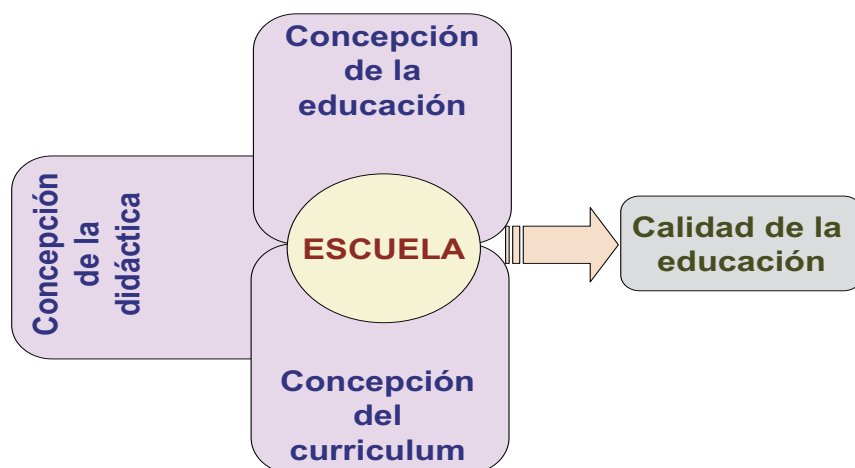 Concepción
de la
educación
Concepción
de la
didáctica
ESCUELA
Calidad de la
educación
Concepción
del
curriculum